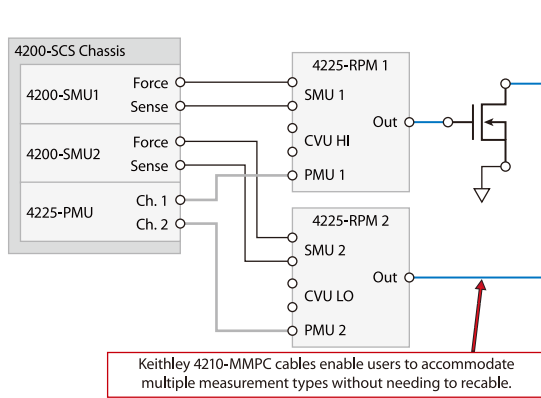 4200-SCS Chassis
4200-SMU1
Force
Sense
4200-SMU2
Force
Sense
4225-PMU
Ch. 1
Ch. 2
4225-RPM 1
SMU 1
CVU HI
PMU 1
Out
4225-RPM 2
SMU 2
CVU LO
PMU 2
Out
Keithley 4210-MMPC cables enable users to accommodate
multiple measurement types without needing to recable.